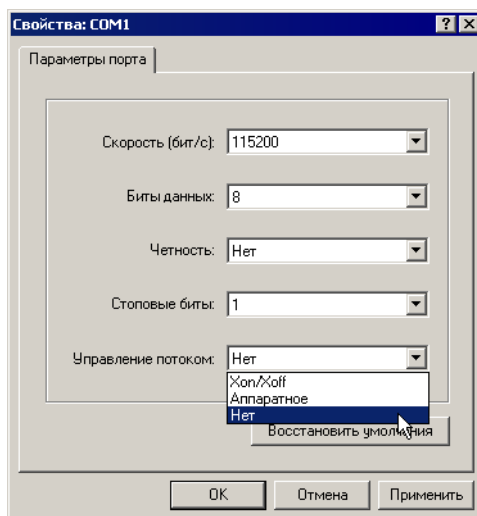 Свойства: COM1
Параметры порта
Скорость (бит/с): 115200
Биты данных: 8
Четность: Нет
Стоповые биты: 1
Управление потоком: Нет
Xon/Xoff
Аппаратное
Нет
Восстановить умолчания
OK Отмена Применить